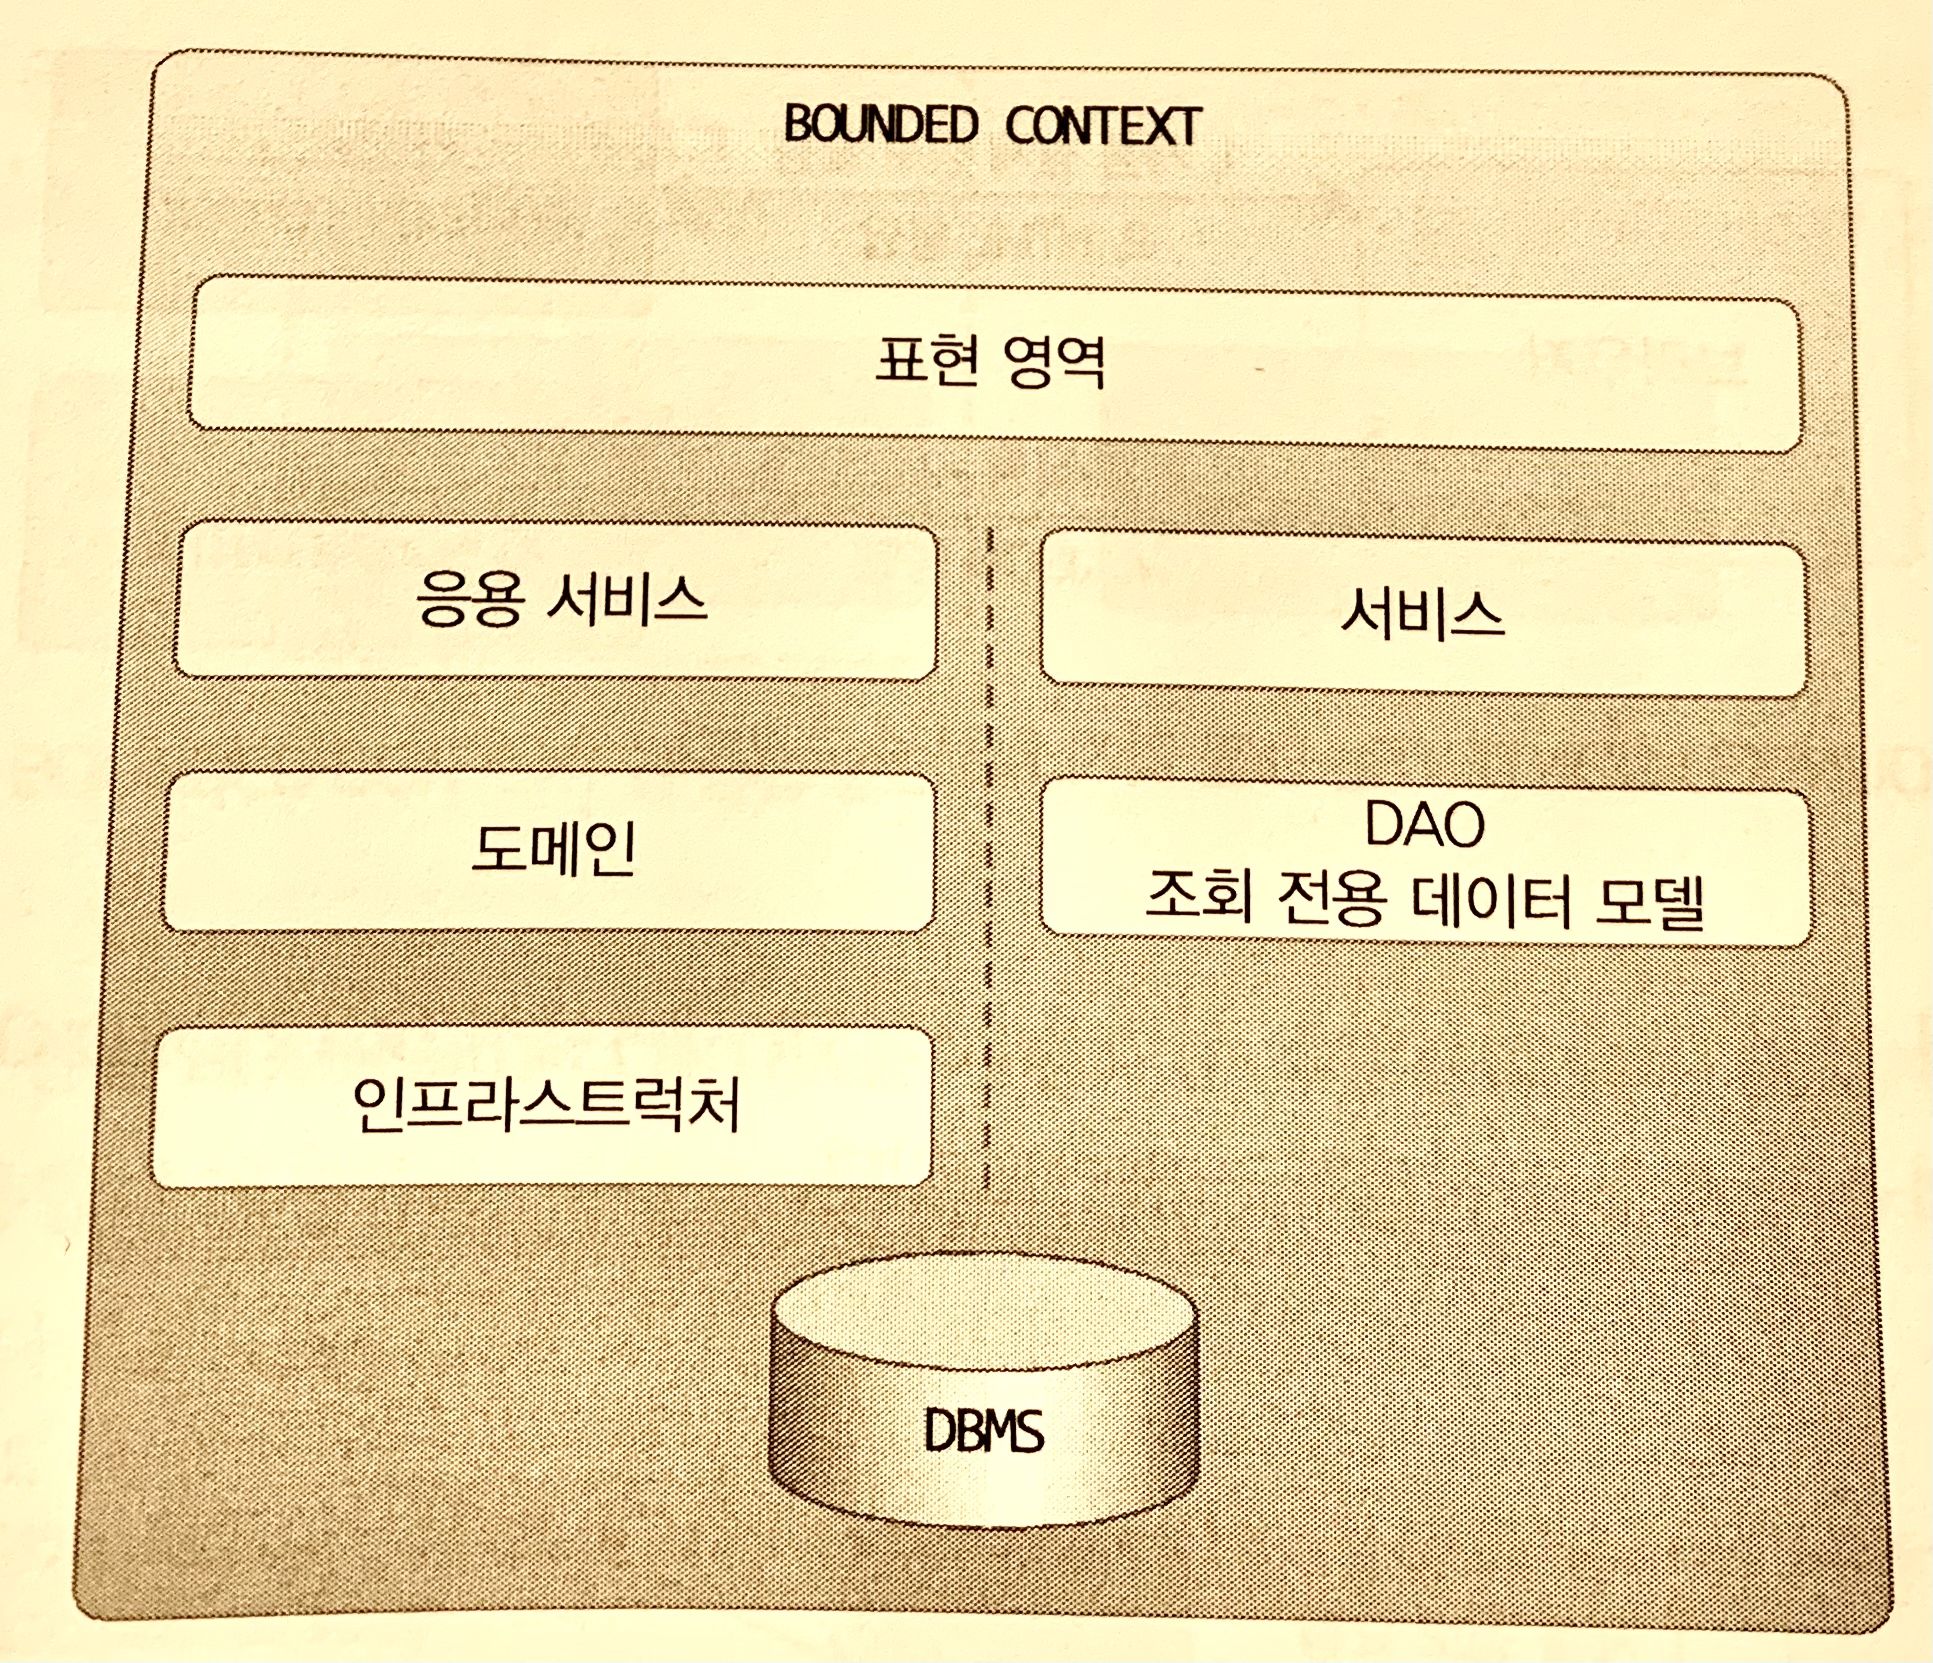 BOUNDED CONTEXT
표현 영역
응용 서비스
서비스
도메인
DAO
조회 전용 데이터 모델
인프라스트럭처
DBMS